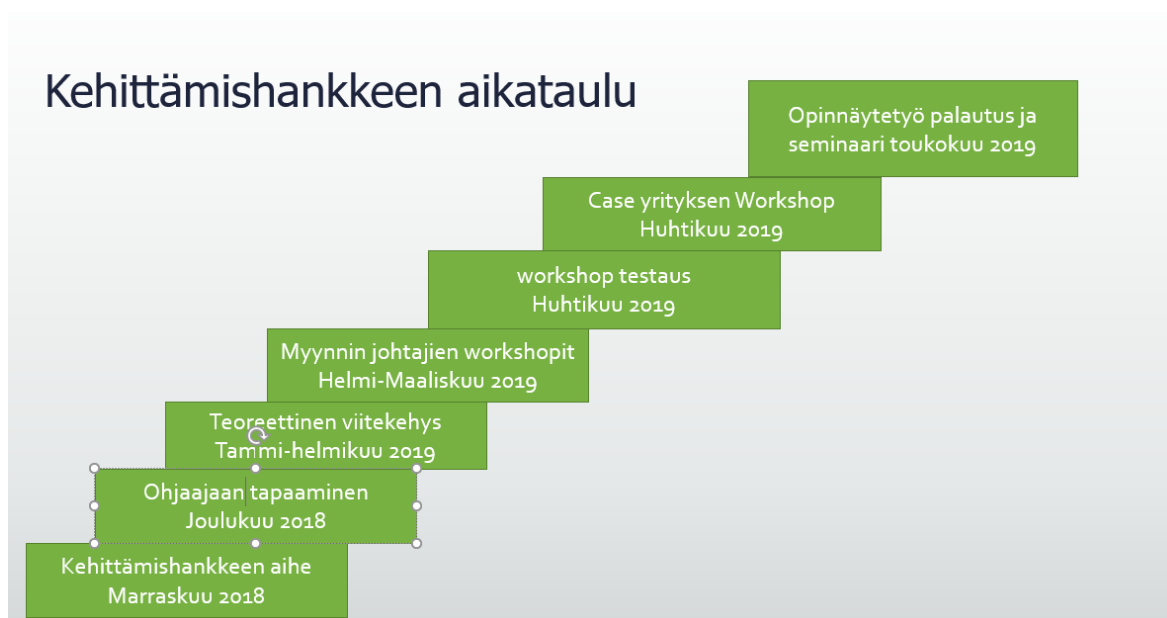 Kehittämishankkeen aikataulu
Opinnäytetyö palautus ja
seminaari toukokuu 2019
Case yrityksen Workshop
Huhtikuu 2019
workshop testaus
Huhtikuu 2019
Myynnin johtajien workshopit
Helmi-Maaliskuu 2019
Teoreettinen viitekehys
Tammi-helmikuu 2019
Ohjaajaan tapaaminen
Joulukuu 2018
Kehittämishankkeen aihe
Marraskuu 2018